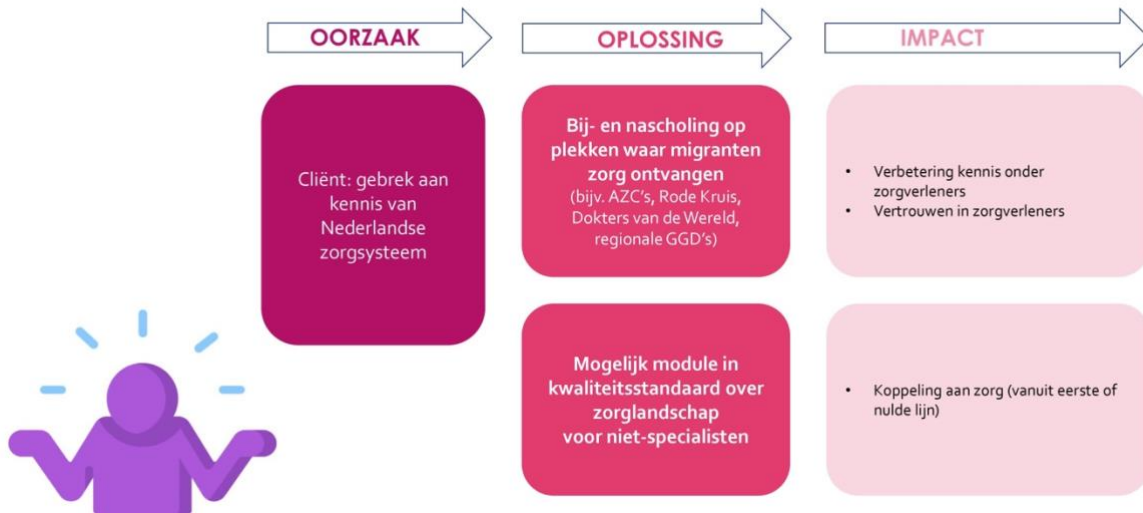 OORZAAK
OPLOSSING
IMPACT
Cliënt: gebrek aan
kennis van
Nederlandse
zorgsysteem
Bij- en nascholing op
plekken waar migranten
zorg ontvangen
(bijv. AZC's, Rode Kruis,
Dokters van de Wereld,
regionale GGD's)
• Verbetering kennis onder
zorgverleners
• Vertrouwen in zorgverleners
Mogelijk module in
kwaliteitsstandaard over
zorglandschap
voor niet-specialisten
• Koppeling aan zorg (vanuit eerste of
nulde lijn)